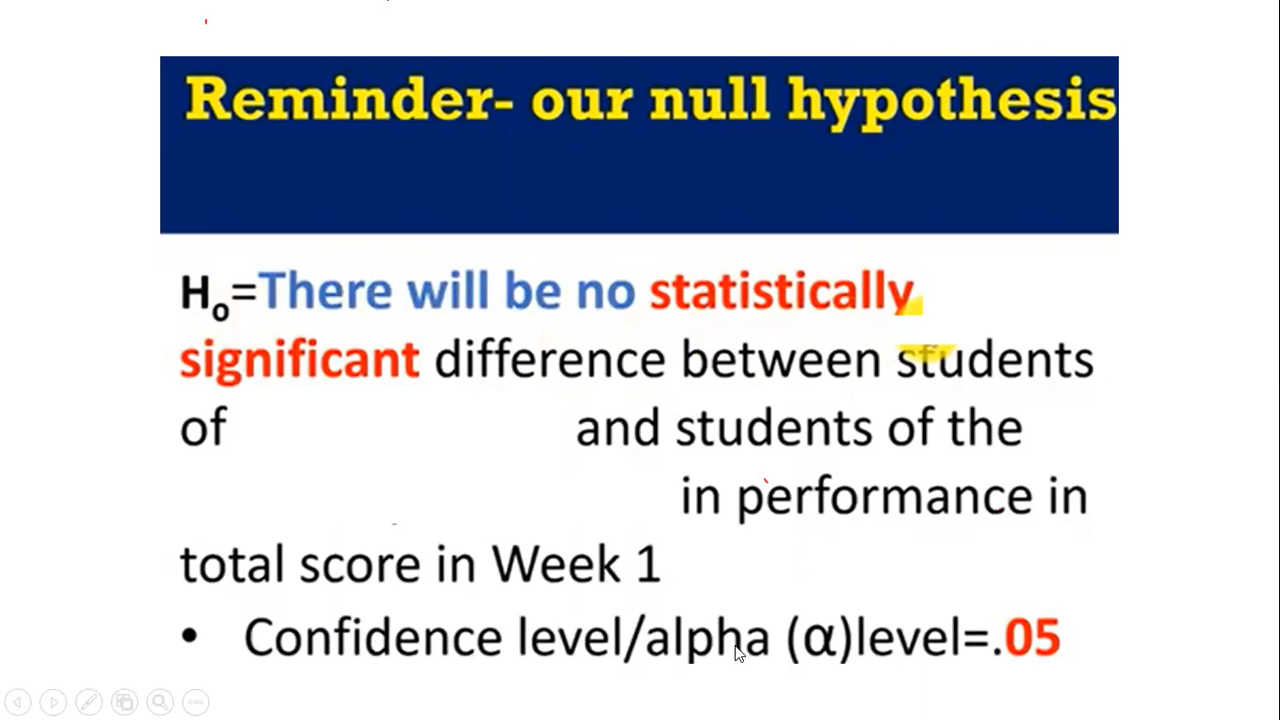 Reminder- our null hypothesis
Ho=There will be no statistically
significant difference between students
of and students of the
in performance in
total score in Week 1
• Confidence level/alpha (α)level=.05